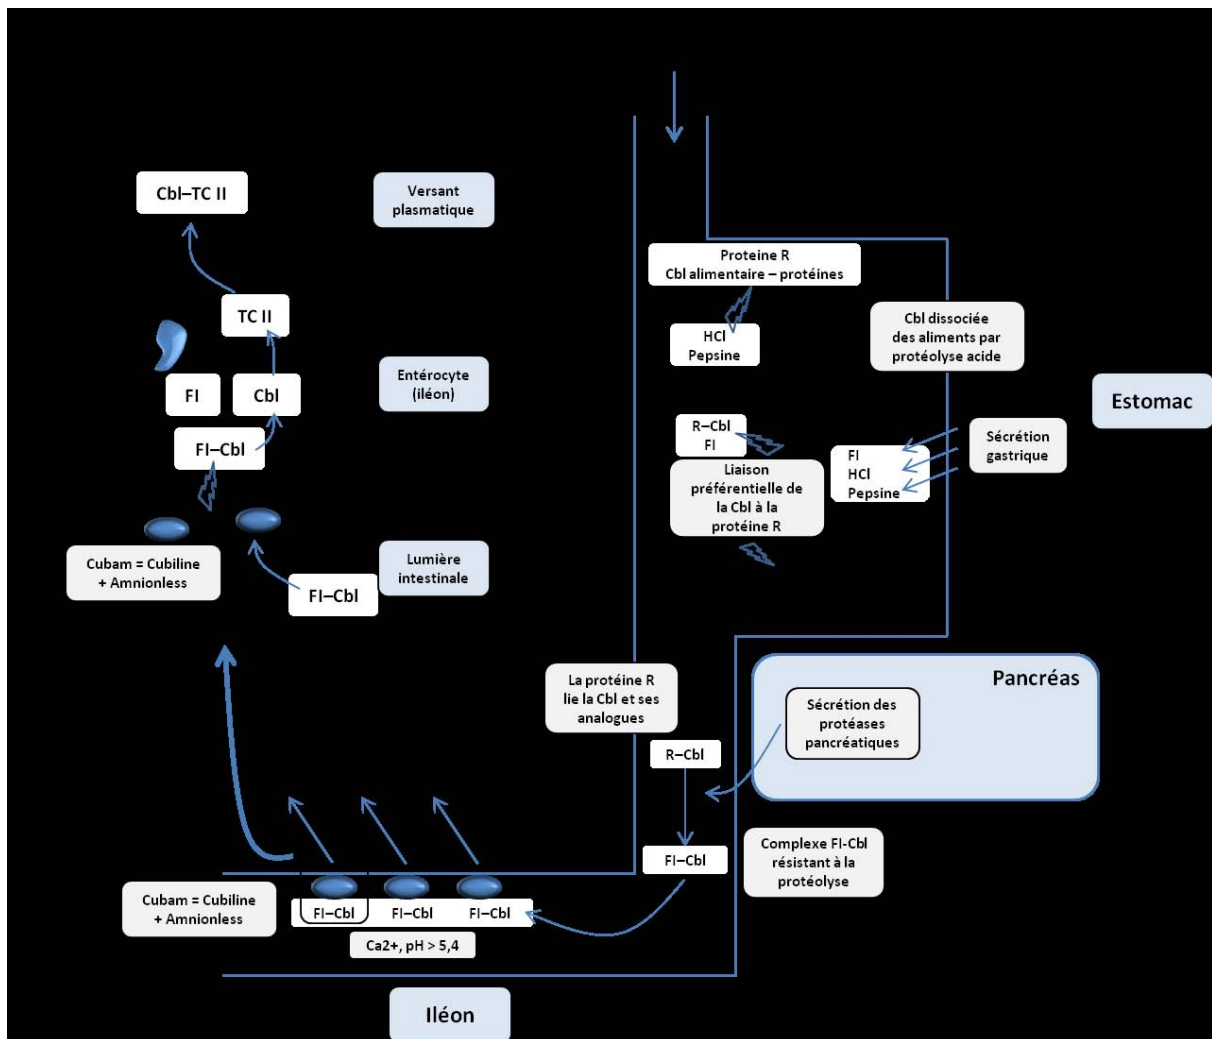 Cbl–TC II
Versant
plasmatique
TC II
FI
Cbl
Entérocyte
(iléon)
FI–Cbl
Cubam = Cubiline
+ Amnionless
Lumière
intestinale
FI–Cbl
Proteine R
Cbl alimentaire – protéines
HCl
Pepsine
Cbl dissociée
des aliments par
protéolyse acide
Estomac
R–Cbl
FI
Liaison
préférentielle de
la Cbl à la
protéine R
FI
HCl
Pepsine
Sécrétion
gastrique
La protéine R
lie la Cbl et ses
analogues
Pancréas
Sécrétion des
protéases
pancréatiques
R–Cbl
FI–Cbl
Complexe FI-Cbl
résistant à la
protéolyse
Cubam = Cubiline
+ Amnionless
FI–Cbl FI–Cbl FI–Cbl
Ca2+, pH > 5,4
Iléon